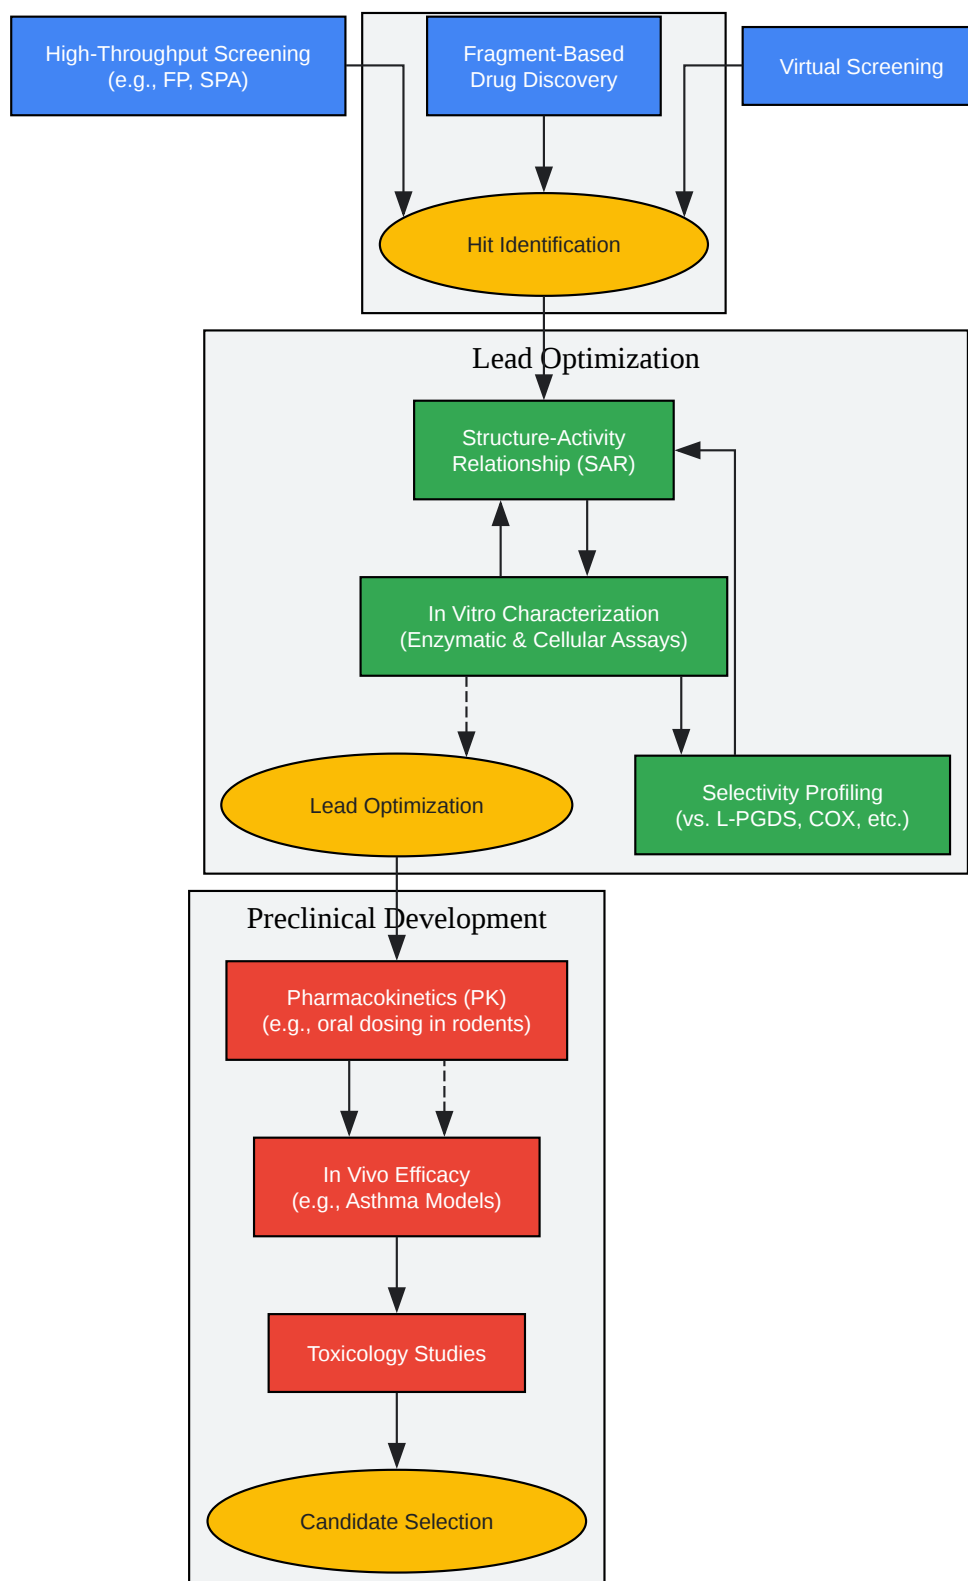 High-Throughput Screening
(e.g., FP, SPA)
Fragment-Based
Drug Discovery
Virtual Screening
Hit Identification
Lead Optimization
Structure-Activity
Relationship (SAR)
In Vitro Characterization
(Enzymatic & Cellular Assays)
Lead Optimization
Selectivity Profiling
(vs. L-PGDS, COX, etc.)
Preclinical Development
Pharmacokinetics (PK)
(e.g., oral dosing in rodents)
In Vivo Efficacy
(e.g., Asthma Models)
Toxicology Studies
Candidate Selection